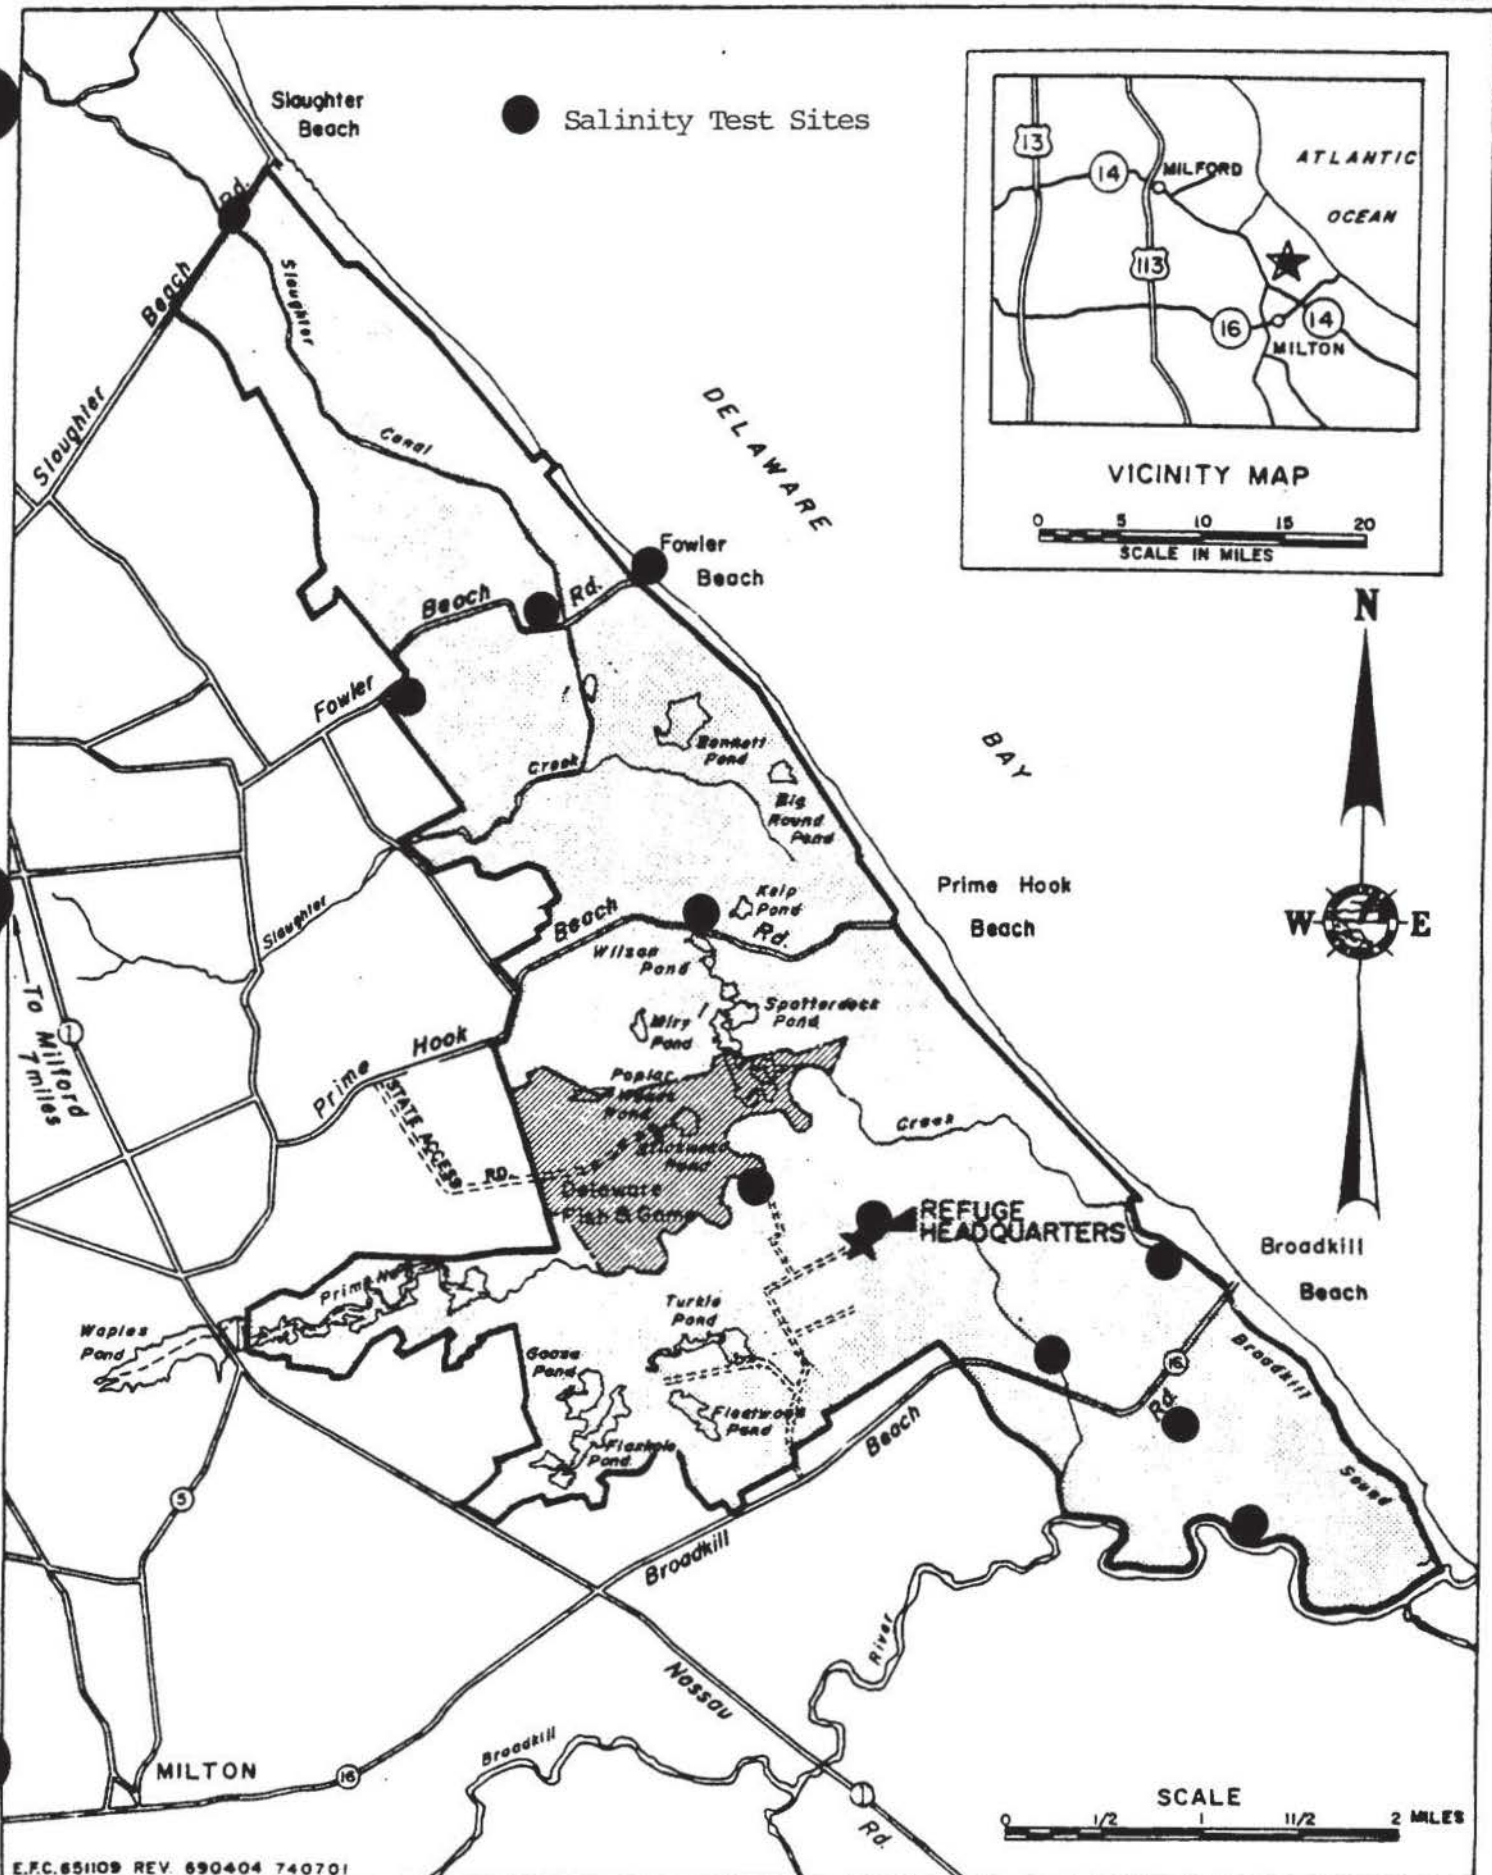 Slaughter
Beach
Salinity Test Sites
13
14
MILFORD
ATLANTIC
OCEAN
113
16
14
MILTON
VICINITY MAP
0 5 10 15 20
SCALE IN MILES
Rd.
Beach
Slaughter
Slaughter
Canal
DELAWARE
BAY
Fowler
Beach
Beach
Rd.
Fowler
N
Bennett
Pond
Creek
Big
Round
Pond
Slaughter
Kelp
Pond
Prime Hook
Beach
Beach
Rd.
W
E
Wilson
Pond
Spatterdock
Pond
Miry
Pond
To Milford
7 miles
1
Prime
Hook
STATE ACCESS
RD.
Poplar
Pond
Creek
Delaware
Fish & Game
REFUGE
HEADQUARTERS
Broadkill
Beach
Prime
Waples
Pond
Turkle
Pond
Goose
Pond
Fleetwood
Pond
Flaxhole
Pond
Beach
16
Rd.
Broadkill
Sound
5
Broadkill
River
Nassau
Broadkill
MILTON
16
1
Rd.
SCALE
0 1/2 1 11/2 2 MILES
E.F.C. 651109 REV. 690404 740701